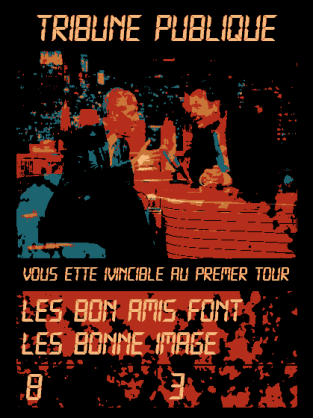 TRIBUNE PUBLIQUE
VOUS ETTE IVINCIBLE AU PREMER TOUR
LES BON AMIS FONT
LES BONNE IMAGE
8 3